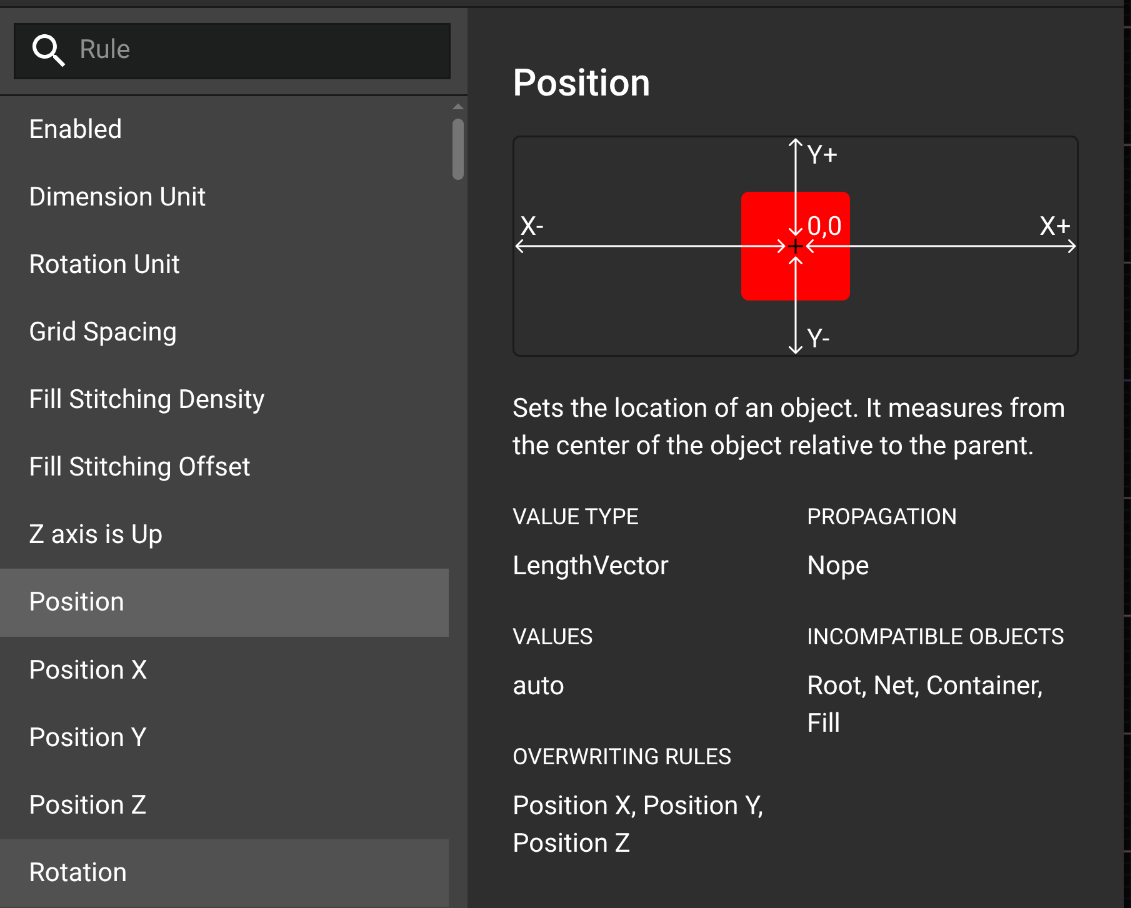 Rule
Enabled
Dimension Unit
Rotation Unit
Grid Spacing
Fill Stitching Density
Fill Stitching Offset
Z axis is Up
Position
Position X
Position Y
Position Z
Rotation
Position
Y+
X-
0,0
X+
Y-
Sets the location of an object. It measures from
the center of the object relative to the parent.
VALUE TYPE
LengthVector
PROPAGATION
Nope
VALUES
auto
INCOMPATIBLE OBJECTS
Root, Net, Container,
Fill
OVERWRITING RULES
Position X, Position Y,
Position Z